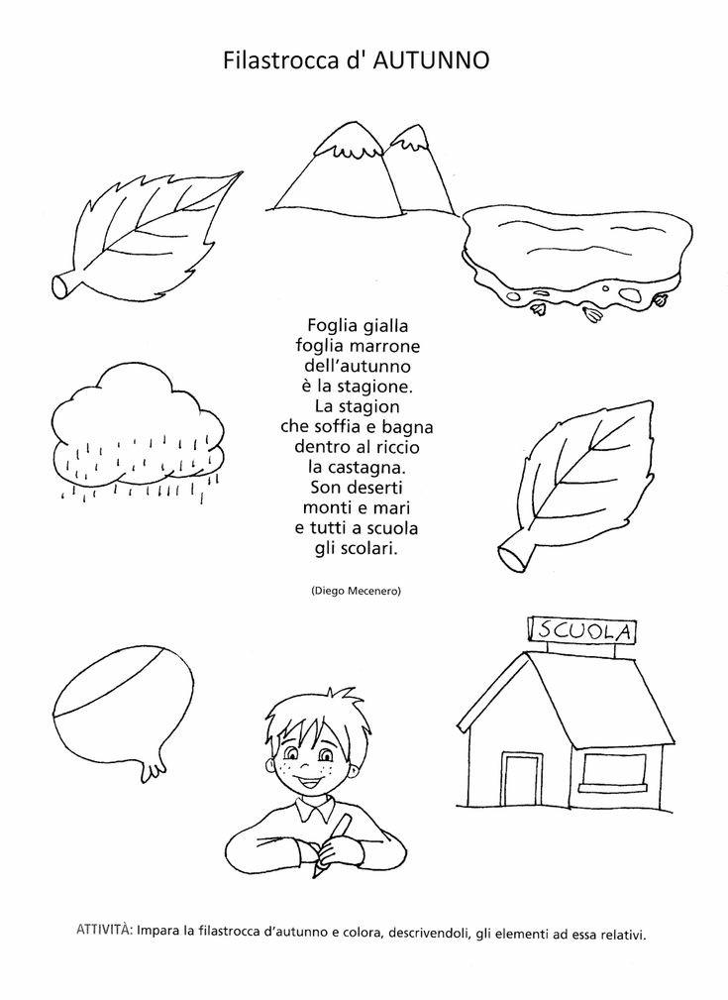 Filastrocca d' AUTUNNO
Foglia gialla
foglia marrone
dell'autunno
è la stagione.
La stagion
che soffia e bagna
dentro al riccio
la castagna.
Son deserti
monti e mari
e tutti a scuola
gli scolari.
(Diego Mecenero)
SCUOLA
ATTIVITÀ: Impara la filastrocca d'autunno e colora, descrivendoli, gli elementi ad essa relativi.